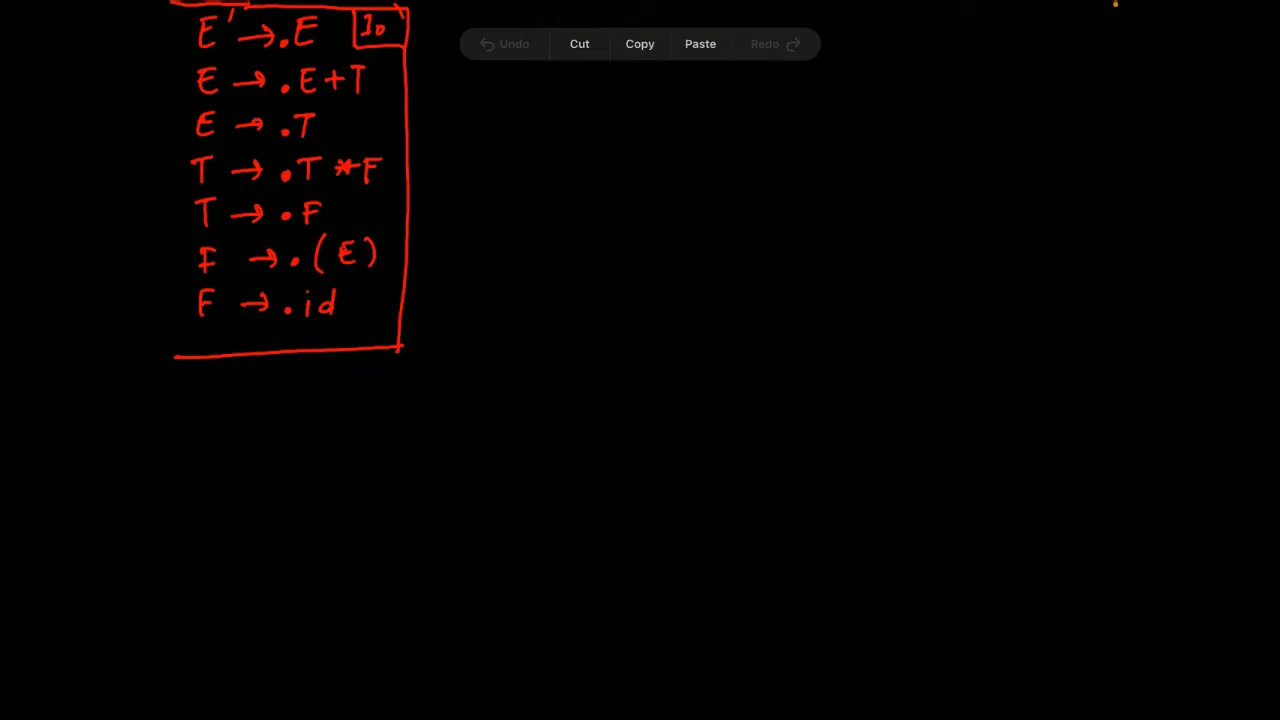 E' → .E I0
Undo Cut Copy Paste Redo
E → .E + T
E → .T
T → .T * F
T → .F
F → .(E)
F → .id